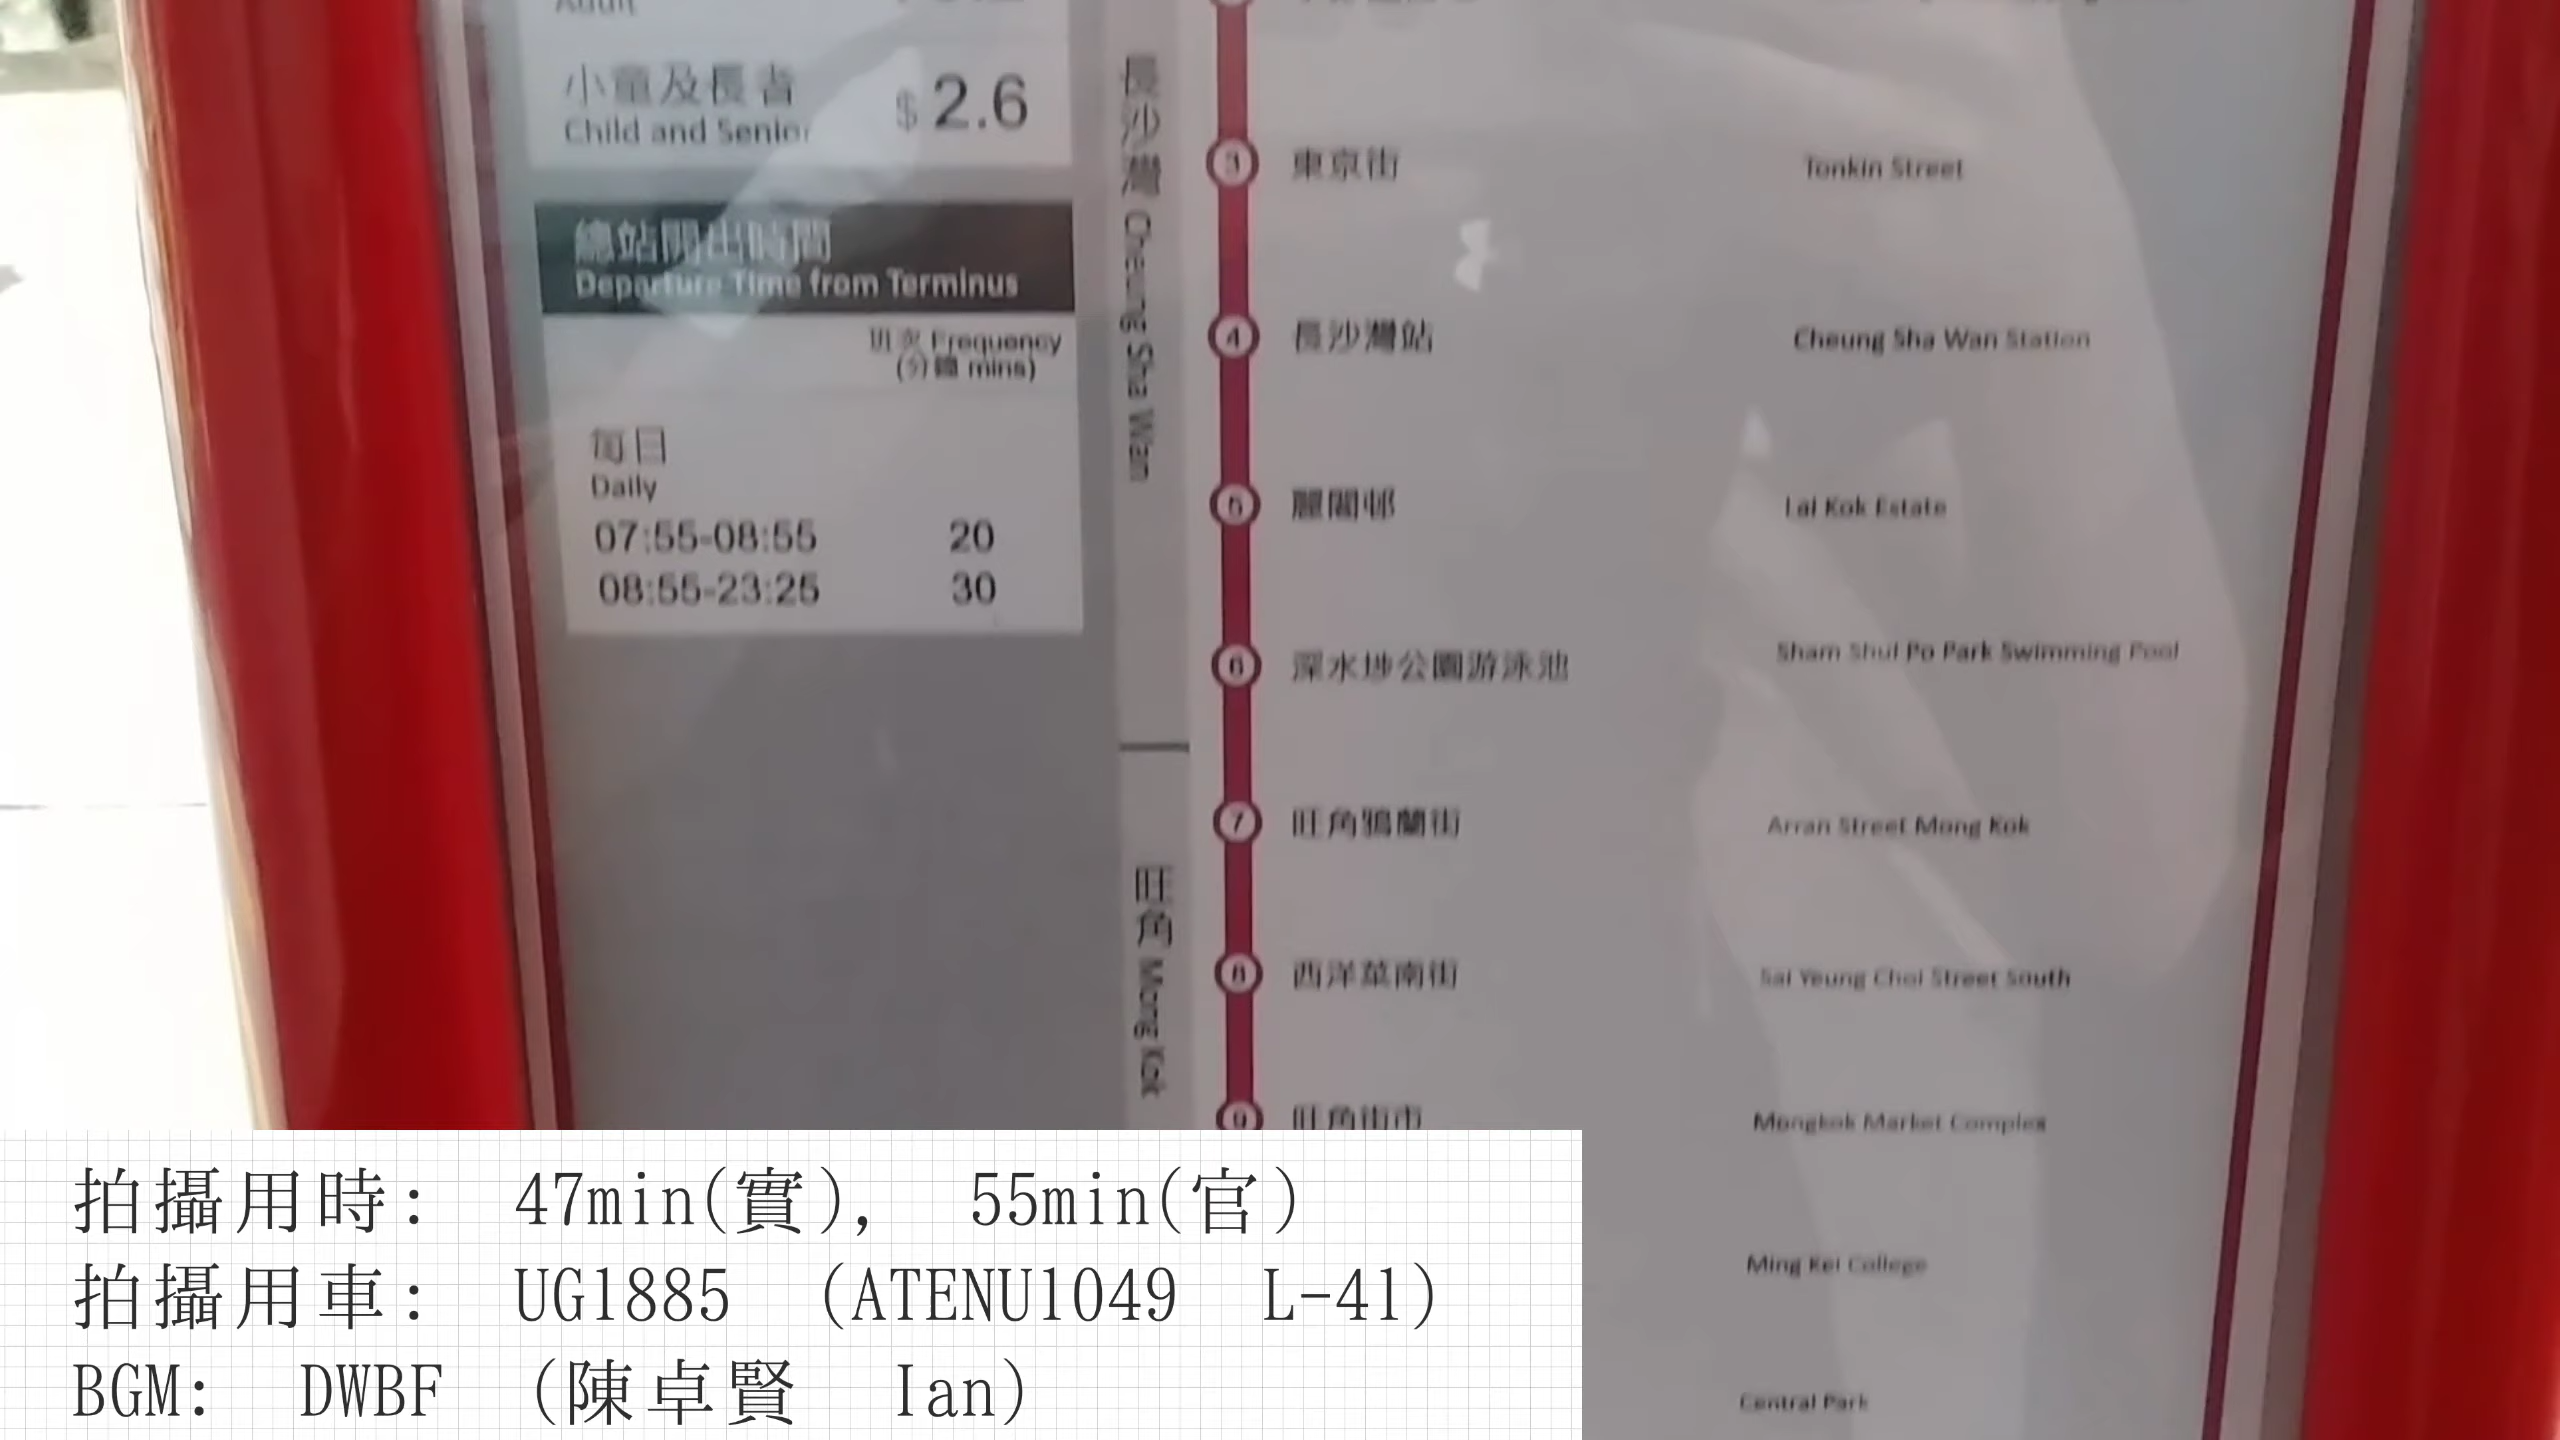 Adult
小童及長者
Child and Senior
$ 2.6
總站開出時間
Departure Time from Terminus
班次 Frequency
(分鐘 mins)
每日
Daily
07:55-08:55 20
08:55-23:25 30
長沙灣 Cheung Sha Wan
旺角 Mong Kok
3 東京街 Tonkin Street
4 長沙灣站 Cheung Sha Wan Station
5 麗閣邨 Lai Kok Estate
6 深水埗公園游泳池 Sham Shui Po Park Swimming Pool
7 旺角鴉蘭街 Arran Street Mong Kok
8 西洋菜南街 Sai Yeung Choi Street South
9 旺角街市 Mongkok Market Complex
Ming Kei College
Central Park
拍攝用時: 47min(實), 55min(官)
拍攝用車: UG1885 (ATENU1049 L-41)
BGM: DWBF (陳卓賢 Ian)